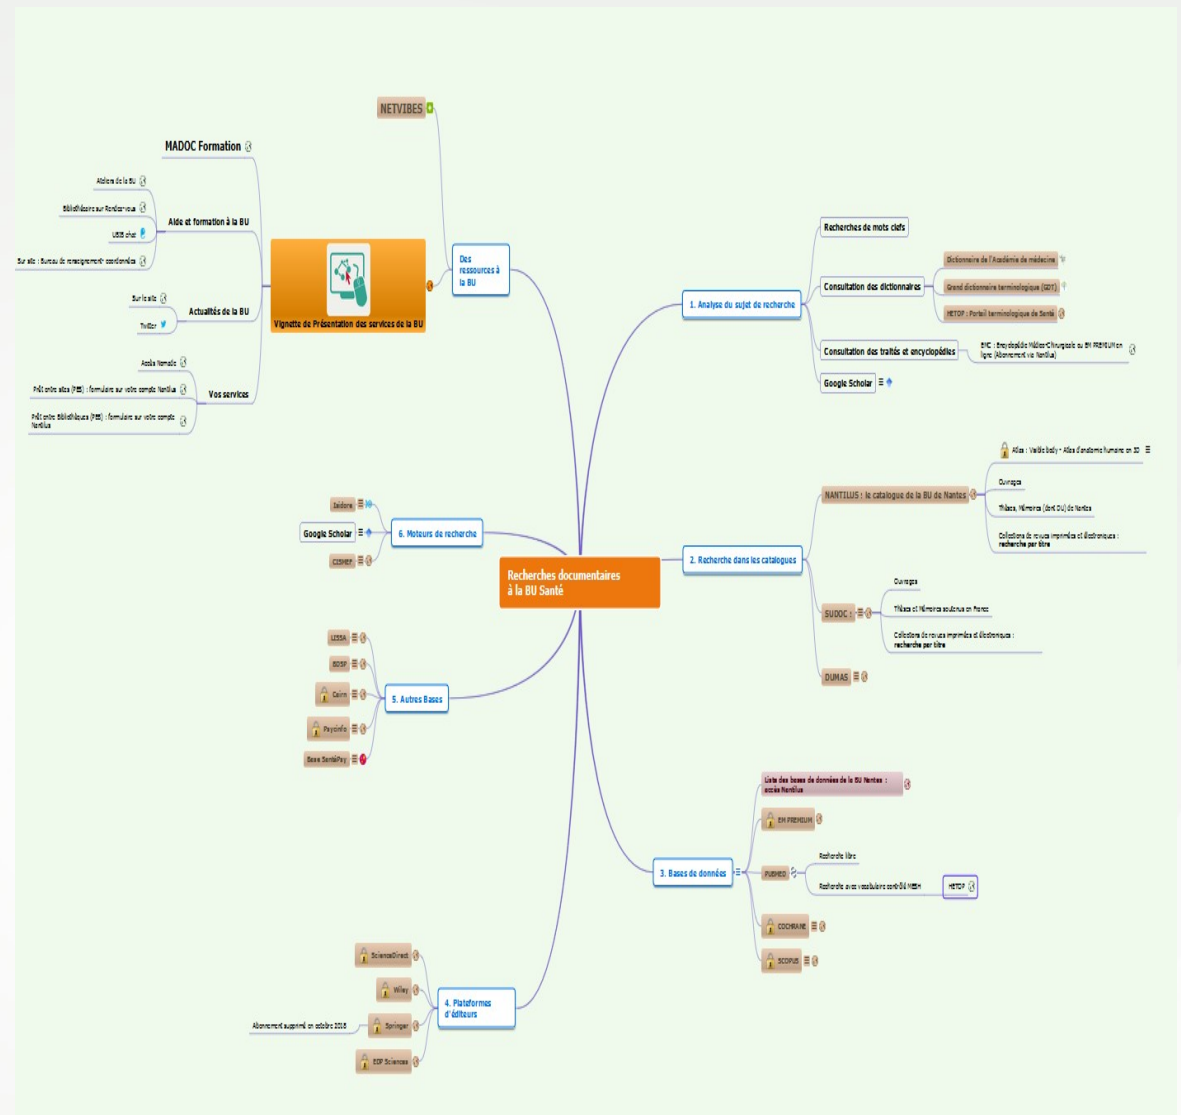 NETVIBES
MADOC Formation
Ateliers de la BU
Bibliothécaire sur Rendez-vous
UBIB chat
Sur site : Bureau de renseignement- coordonnées
Aide et formation à la BU
Sur le site
Twitter
Actualités de la BU
Accès Nomade
Prêt entre sites (PES) : formulaire sur votre compte Nantilus
Prêt entre Bibliothèques (PEB) : formulaire sur votre compte
Nantilus
Vos services
Vignette de Présentation des services de la BU
Des
ressources à
la BU
Recherches documentaires
à la BU Santé
1. Analyse du sujet de recherche
Recherches de mots clefs
Consultation des dictionnaires
Dictionnaire de l'Académie de médecine
Grand dictionnaire terminologique (GDT)
HETOP : Portail terminologique de Santé
Consultation des traités et encyclopédies
EMC : Encyclopédie Médico-Chirurgicale ou EM PREMIUM en
ligne (Abonnement via Nantilus)
Google Scholar
2. Recherche dans les catalogues
NANTILUS : le catalogue de la BU de Nantes
Atlas : Visible body - Atlas d'anatomie humaine en 3D
Ouvrages
Thèses, Mémoires (dont DU) de Nantes
Collections de revues imprimées et électroniques :
recherche par titre
SUDOC :
Ouvrages
Thèses et Mémoires soutenus en France
Collections de revues imprimées et électroniques :
recherche par titre
DUMAS
3. Bases de données
Liste des bases de données de la BU Nantes :
accès Nantilus
EM PREMIUM
PUBMED
Recherche libre
Recherche avec vocabulaire contrôlé MESH
HETOP
COCHRANE
SCOPUS
4. Plateformes
d'éditeurs
ScienceDirect
Wiley
Springer
Abonnement supprimé en octobre 2018
EDP Sciences
5. Autres Bases
LISSA
BDSP
Cairn
Psycinfo
Base SantéPsy
6. Moteurs de recherche
Isidore
Google Scholar
CISMEF